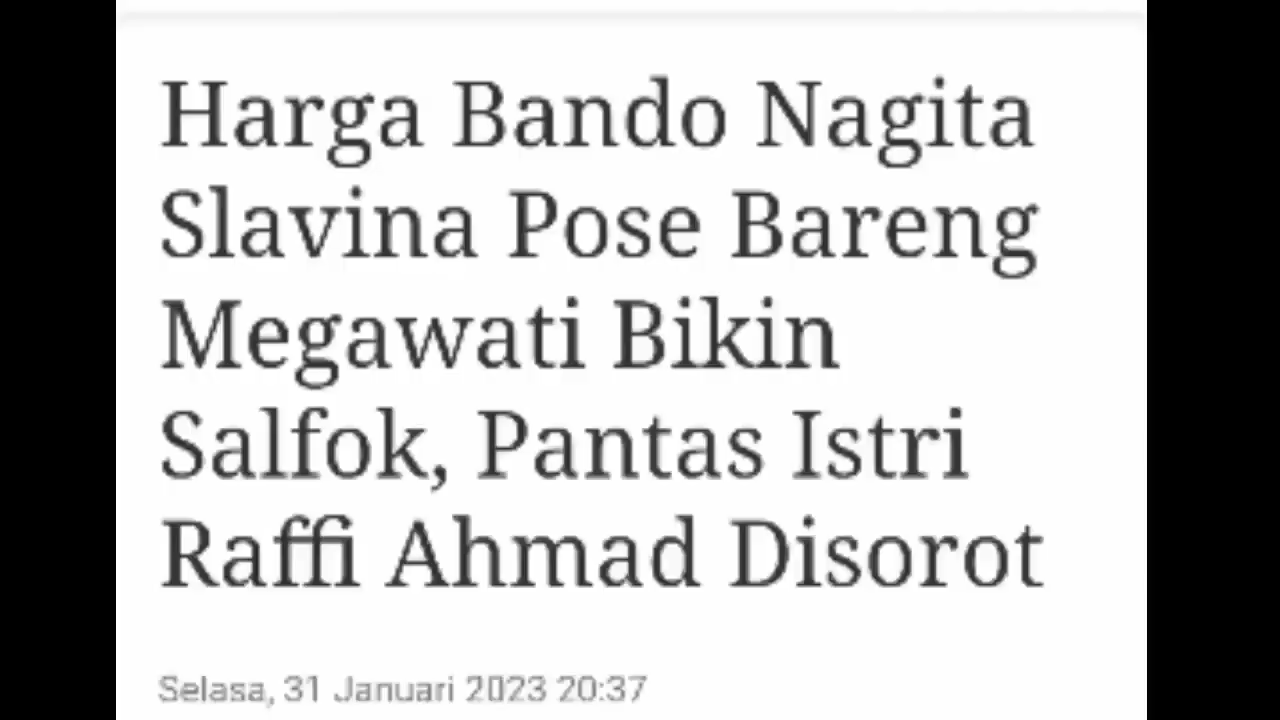 Harga Bando Nagita
Slavina Pose Bareng
Megawati Bikin
Salfok, Pantas Istri
Raffi Ahmad Disorot
Selasa, 31 Januari 2023 20:37